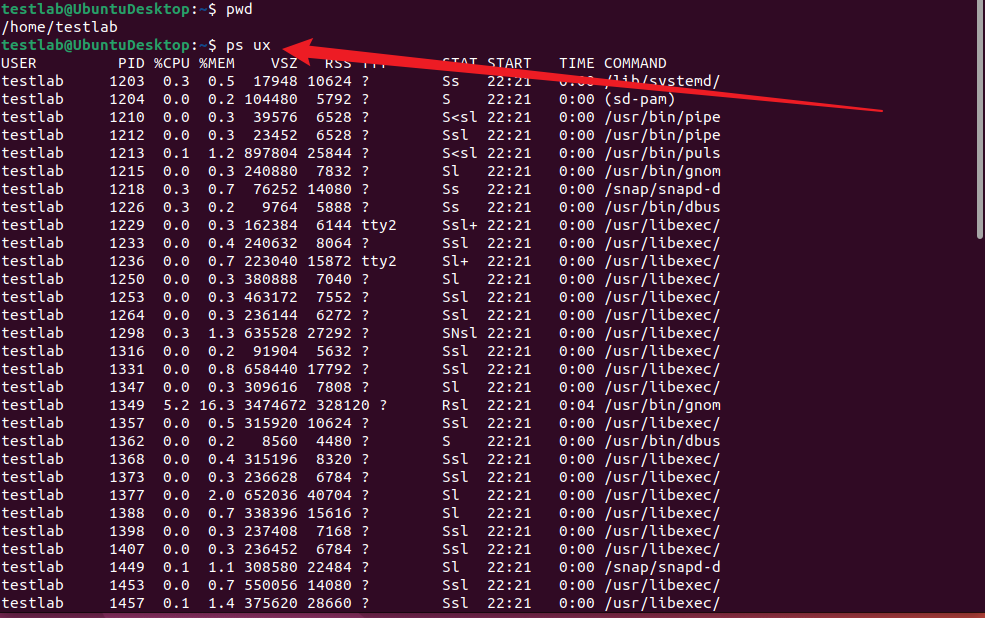 testlab@UbuntuDesktop:~$ pwd
/home/testlab
testlab@UbuntuDesktop:~$ ps ux
USER PID %CPU %MEM VSZ RSS TTY STAT START TIME COMMAND
testlab 1203 0.3 0.5 17948 10624 ? Ss 22:21 0:00 /lib/systemd/
testlab 1204 0.0 0.2 104480 5792 ? S 22:21 0:00 (sd-pam)
testlab 1210 0.0 0.3 39576 6528 ? S<sl 22:21 0:00 /usr/bin/pipe
testlab 1212 0.0 0.3 23452 6528 ? Ssl 22:21 0:00 /usr/bin/pipe
testlab 1213 0.1 1.2 897804 25844 ? S<sl 22:21 0:00 /usr/bin/puls
testlab 1215 0.0 0.3 240880 7832 ? Sl 22:21 0:00 /usr/bin/gnom
testlab 1218 0.3 0.7 76252 14080 ? Ss 22:21 0:00 /snap/snapd-d
testlab 1226 0.3 0.2 9764 5888 ? Ss 22:21 0:00 /usr/bin/dbus
testlab 1229 0.0 0.3 162384 6144 tty2 Ssl+ 22:21 0:00 /usr/libexec/
testlab 1233 0.0 0.4 240632 8064 ? Ssl 22:21 0:00 /usr/libexec/
testlab 1236 0.0 0.7 223040 15872 tty2 Sl+ 22:21 0:00 /usr/libexec/
testlab 1250 0.0 0.3 380888 7040 ? Sl 22:21 0:00 /usr/libexec/
testlab 1253 0.0 0.3 463172 7552 ? Ssl 22:21 0:00 /usr/libexec/
testlab 1264 0.0 0.3 236144 6272 ? Ssl 22:21 0:00 /usr/libexec/
testlab 1298 0.3 1.3 635528 27292 ? SNsl 22:21 0:00 /usr/libexec/
testlab 1316 0.0 0.2 91904 5632 ? Ssl 22:21 0:00 /usr/libexec/
testlab 1331 0.0 0.8 658440 17792 ? Ssl 22:21 0:00 /usr/libexec/
testlab 1347 0.0 0.3 309616 7808 ? Sl 22:21 0:00 /usr/libexec/
testlab 1349 5.2 16.3 3474672 328120 ? Rsl 22:21 0:04 /usr/bin/gnom
testlab 1357 0.0 0.5 315920 10624 ? Ssl 22:21 0:00 /usr/libexec/
testlab 1362 0.0 0.2 8560 4480 ? S 22:21 0:00 /usr/bin/dbus
testlab 1368 0.0 0.4 315196 8320 ? Ssl 22:21 0:00 /usr/libexec/
testlab 1373 0.0 0.3 236628 6784 ? Ssl 22:21 0:00 /usr/libexec/
testlab 1377 0.0 2.0 652036 40704 ? Sl 22:21 0:00 /usr/libexec/
testlab 1388 0.0 0.7 338396 15616 ? Sl 22:21 0:00 /usr/libexec/
testlab 1398 0.0 0.3 237408 7168 ? Ssl 22:21 0:00 /usr/libexec/
testlab 1407 0.0 0.3 236452 6784 ? Ssl 22:21 0:00 /usr/libexec/
testlab 1449 0.1 1.1 308580 22484 ? Sl 22:21 0:00 /snap/snapd-d
testlab 1453 0.0 0.7 550056 14080 ? Ssl 22:21 0:00 /usr/libexec/
testlab 1457 0.1 1.4 375620 28660 ? Ssl 22:21 0:00 /usr/libexec/